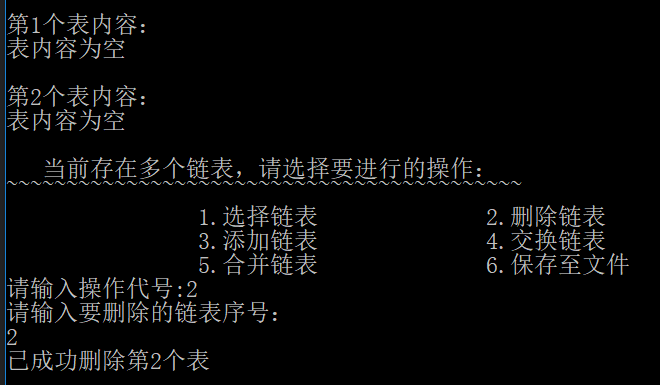 第1个表内容：
表内容为空
第2个表内容：
表内容为空
当前存在多个链表，请选择要进行的操作：
~~~~~~~~~~~~~~~~~~~~~~~~~~~~~~~~~~~~~~~~~~~
1.选择链表 2.删除链表
3.添加链表 4.交换链表
5.合并链表 6.保存至文件
请输入操作代号:2
请输入要删除的链表序号：
2
已成功删除第2个表